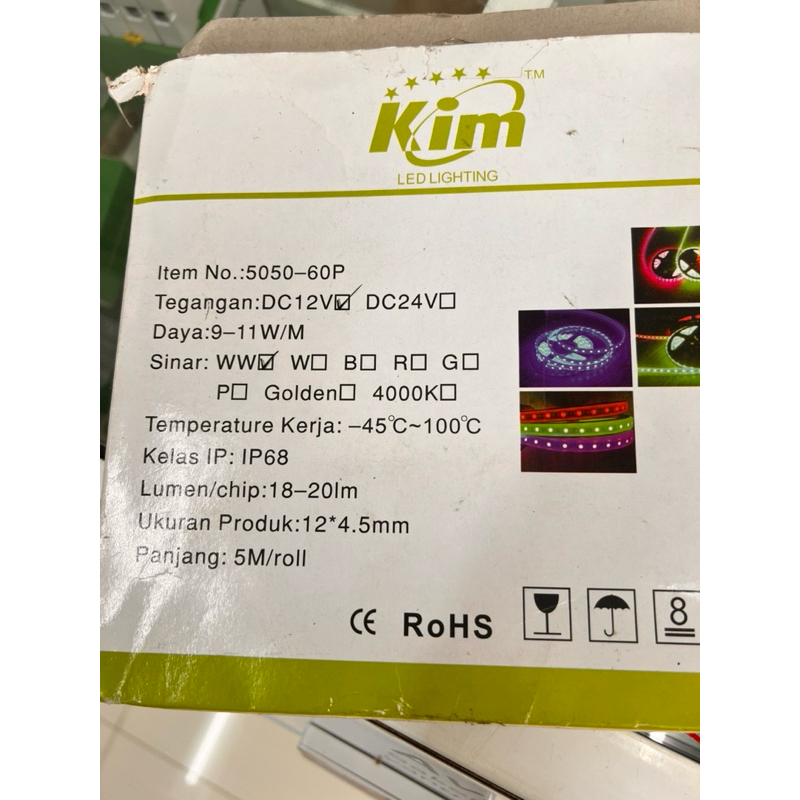 Kim TM
LED LIGHTING
Item No.:5050-60P
Tegangan:DC12V☑ DC24V☐
Daya:9-11W/M
Sinar: WW☑ W☐ B☐ R☐ G☐
P☐ Golden☐ 4000K☐
Temperature Kerja: -45℃~100℃
Kelas IP: IP68
Lumen/chip:18-20lm
Ukuran Produk:12*4.5mm
Panjang: 5M/roll
CE RoHS 8